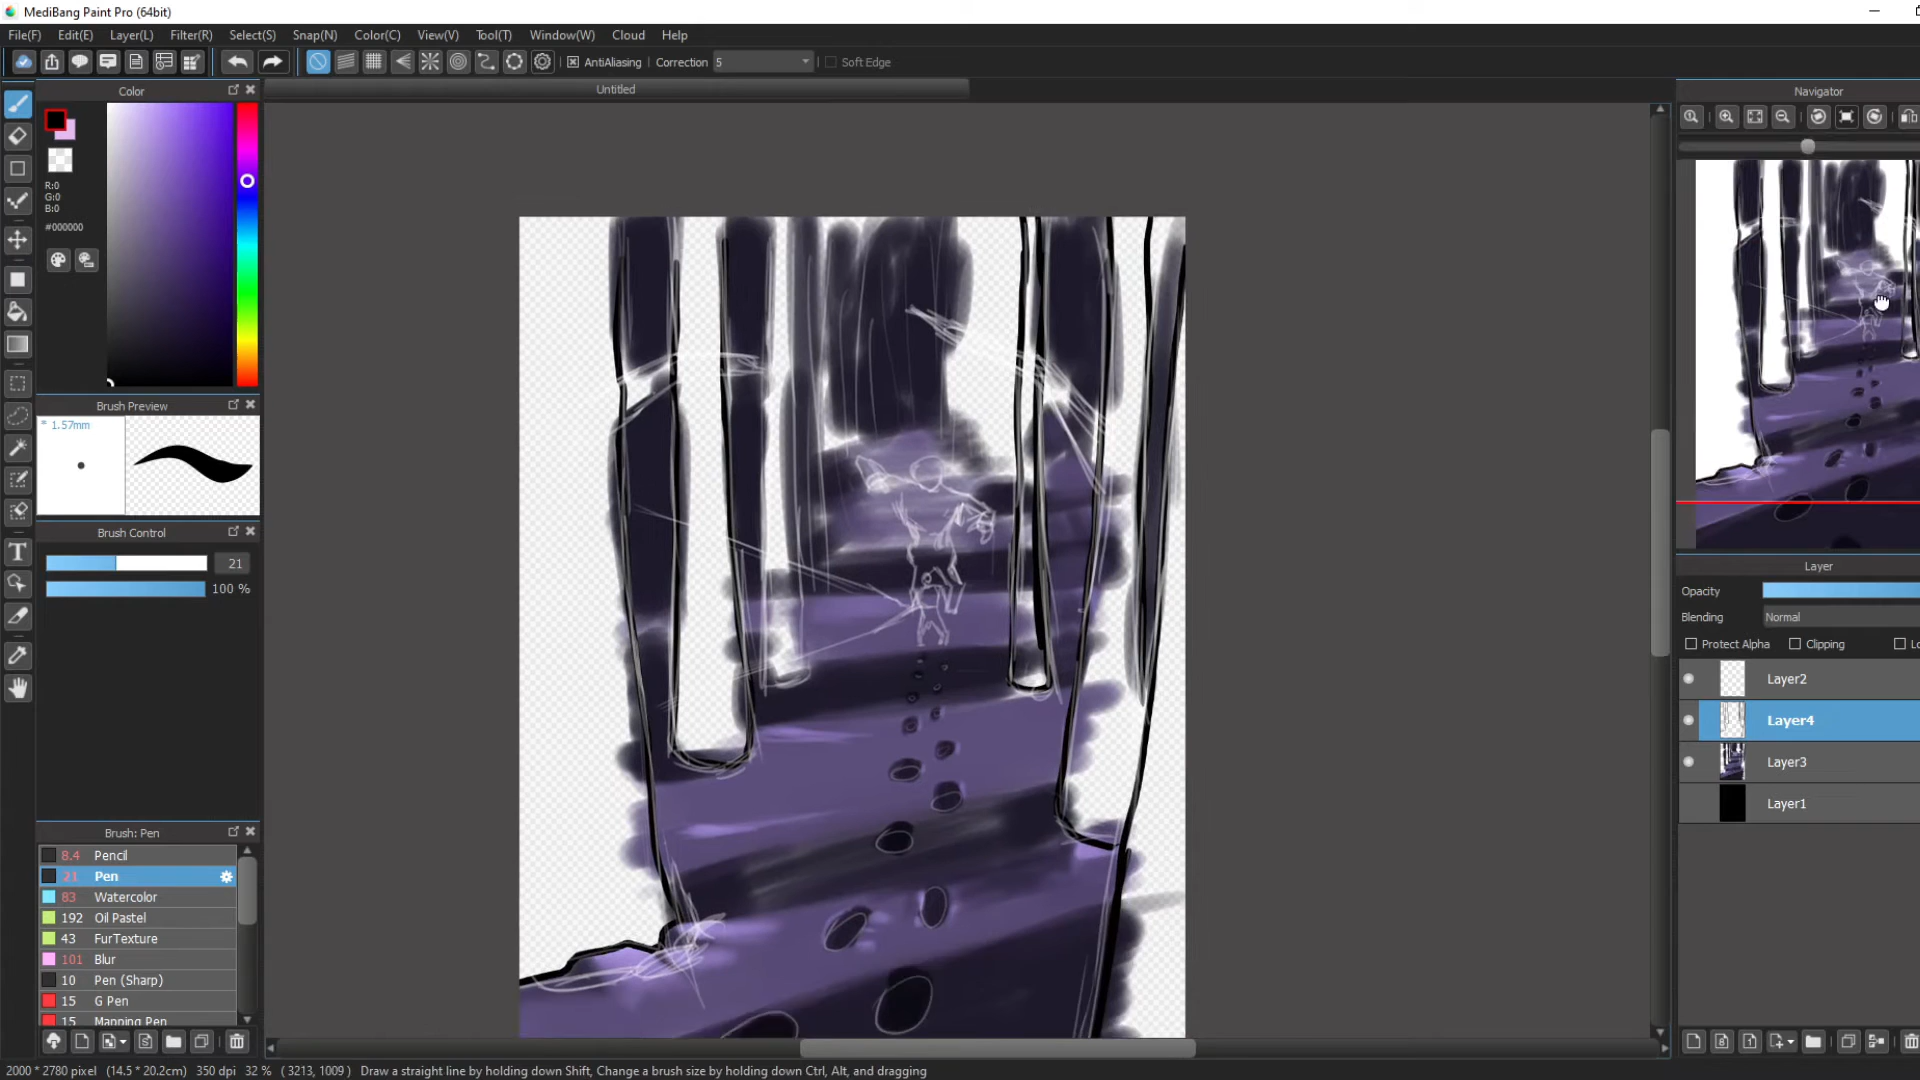 MediBang Paint Pro (64bit)
File(F) Edit(E) Layer(L) Filter(R) Select(S) Snap(N) Color(C) View(V) Tool(T) Window(W) Cloud Help
AntiAliasing Correction 5 Soft Edge
Color Untitled Navigator
R:0
G:0
B:0
#000000
Brush Preview
* 1.57mm
Brush Control
21
100 %
Layer
Opacity
Blending Normal
Protect Alpha Clipping Lo
Layer2
Layer4
Layer3
Layer1
Brush: Pen
8.4 Pencil
21 Pen
83 Watercolor
192 Oil Pastel
43 FurTexture
101 Blur
10 Pen (Sharp)
15 G Pen
15 Mapping Pen
2000 * 2780 pixel (14.5 * 20.2cm) 350 dpi 32 % ( 3213, 1009 ) Draw a straight line by holding down Shift, Change a brush size by holding down Ctrl, Alt, and dragging